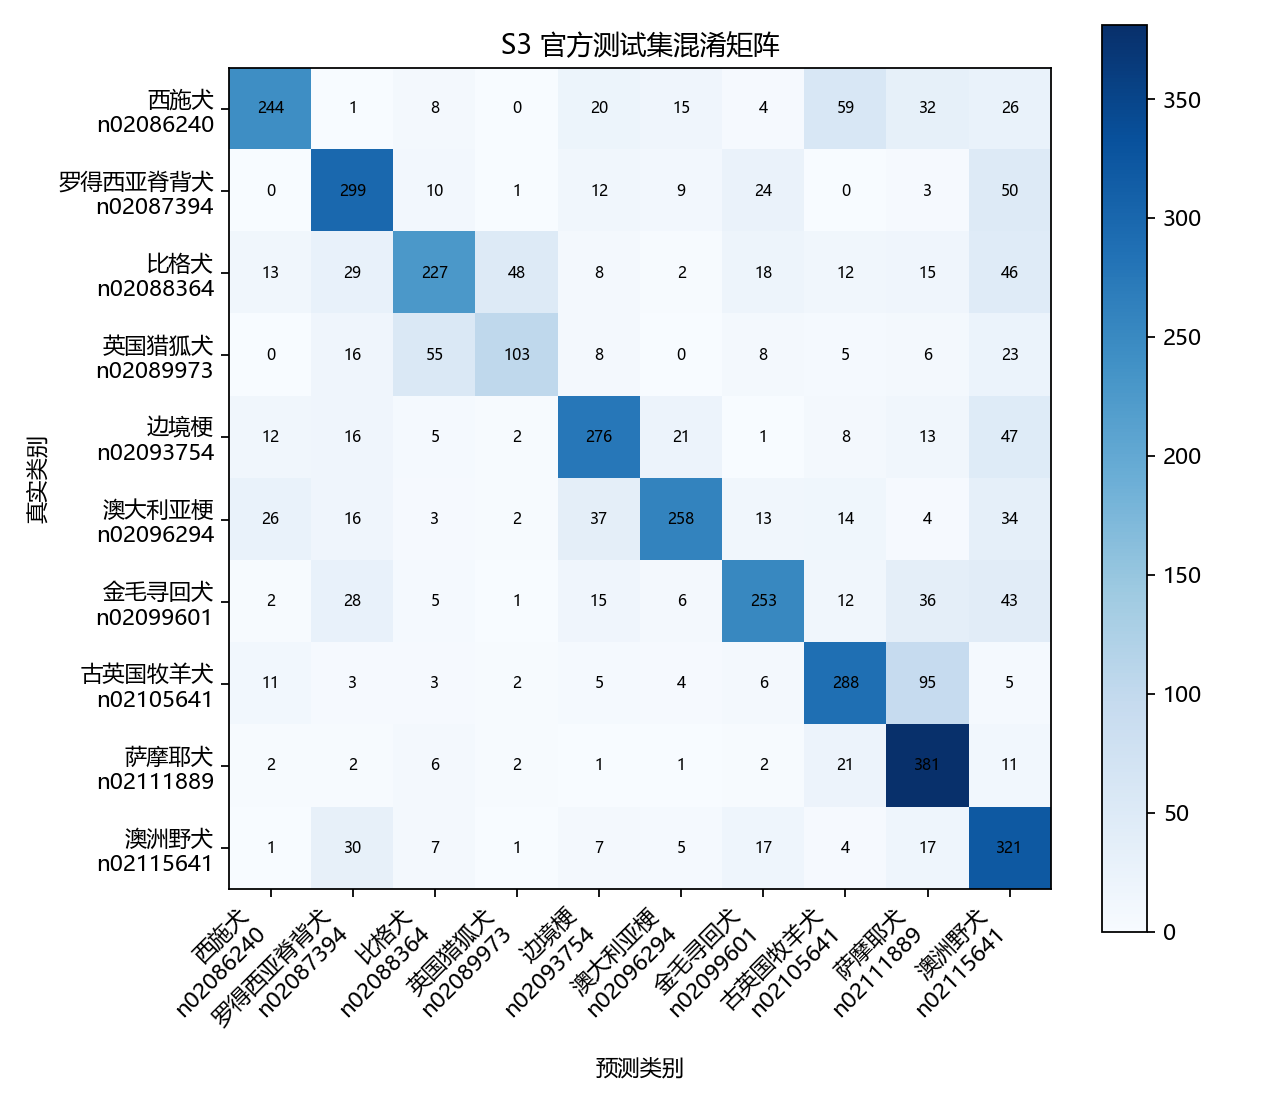 S3 官方测试集混淆矩阵
真实类别
西施犬
n02086240
244 1 8 0 20 15 4 59 32 26
罗得西亚脊背犬
n02087394
0 299 10 1 12 9 24 0 3 50
比格犬
n02088364
13 29 227 48 8 2 18 12 15 46
英国猎狐犬
n02089973
0 16 55 103 8 0 8 5 6 23
边境梗
n02093754
12 16 5 2 276 21 1 8 13 47
澳大利亚梗
n02096294
26 16 3 2 37 258 13 14 4 34
金毛寻回犬
n02099601
2 28 5 1 15 6 253 12 36 43
古英国牧羊犬
n02105641
11 3 3 2 5 4 6 288 95 5
萨摩耶犬
n02111889
2 2 6 2 1 1 2 21 381 11
澳洲野犬
n02115641
1 30 7 1 7 5 17 4 17 321
西施犬
n02086240
罗得西亚脊背犬
n02087394
比格犬
n02088364
英国猎狐犬
n02089973
边境梗
n02093754
澳大利亚梗
n02096294
金毛寻回犬
n02099601
古英国牧羊犬
n02105641
萨摩耶犬
n02111889
澳洲野犬
n02115641
预测类别
350
300
250
200
150
100
50
0